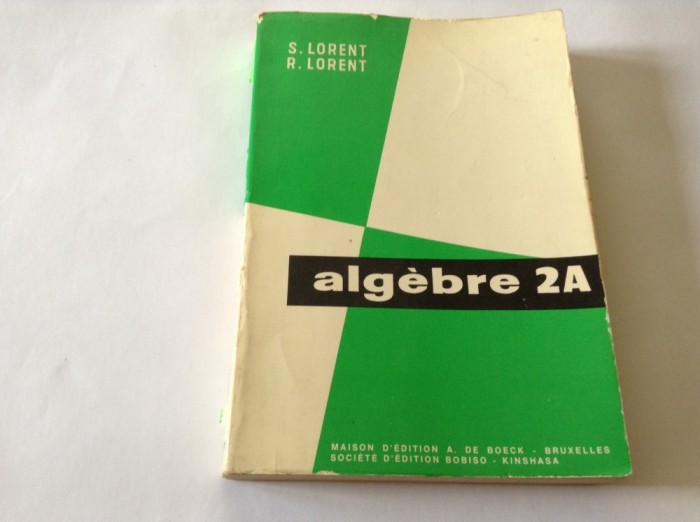 S. LORENT
R. LORENT
algèbre 2A
MAISON D'ÉDITION A. DE BOECK - BRUXELLES
SOCIÉTÉ D'ÉDITION BOBISO - KINSHASA